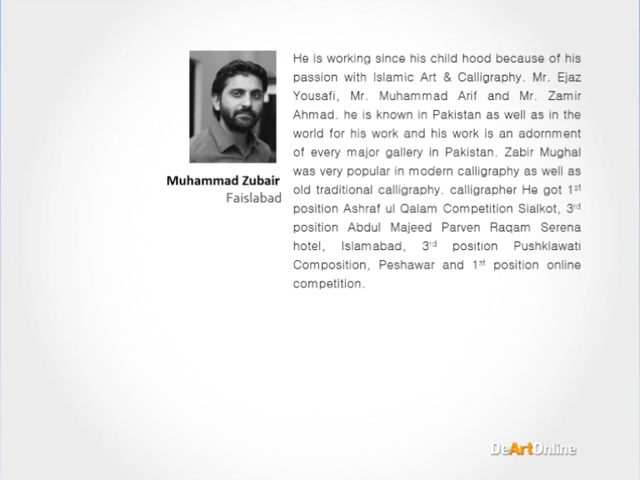 Muhammad Zubair
Faislabad
He is working since his child hood because of his
passion with Islamic Art & Calligraphy. Mr. Ejaz
Yousafi, Mr. Muhammad Arif and Mr. Zamir
Ahmad. he is known in Pakistan as well as in the
world for his work and his work is an adornment
of every major gallery in Pakistan. Zabir Mughal
was very popular in modern calligraphy as well as
old traditional calligraphy. calligrapher He got 1st
position Ashraf ul Qalam Competition Sialkot, 3rd
position Abdul Majeed Parven Raqam Serena
hotel, Islamabad, 3rd position Pushklawati
Composition, Peshawar and 1st position online
competition.
DeArtOnline